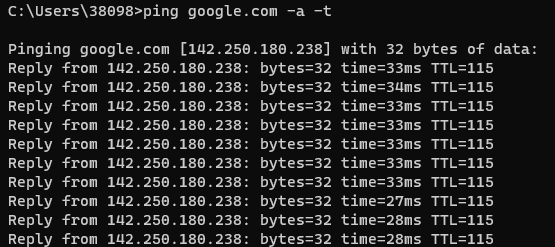 C:\Users\38098>ping google.com -a -t
Pinging google.com [142.250.180.238] with 32 bytes of data:
Reply from 142.250.180.238: bytes=32 time=33ms TTL=115
Reply from 142.250.180.238: bytes=32 time=34ms TTL=115
Reply from 142.250.180.238: bytes=32 time=33ms TTL=115
Reply from 142.250.180.238: bytes=32 time=33ms TTL=115
Reply from 142.250.180.238: bytes=32 time=33ms TTL=115
Reply from 142.250.180.238: bytes=32 time=33ms TTL=115
Reply from 142.250.180.238: bytes=32 time=33ms TTL=115
Reply from 142.250.180.238: bytes=32 time=27ms TTL=115
Reply from 142.250.180.238: bytes=32 time=28ms TTL=115
Reply from 142.250.180.238: bytes=32 time=28ms TTL=115